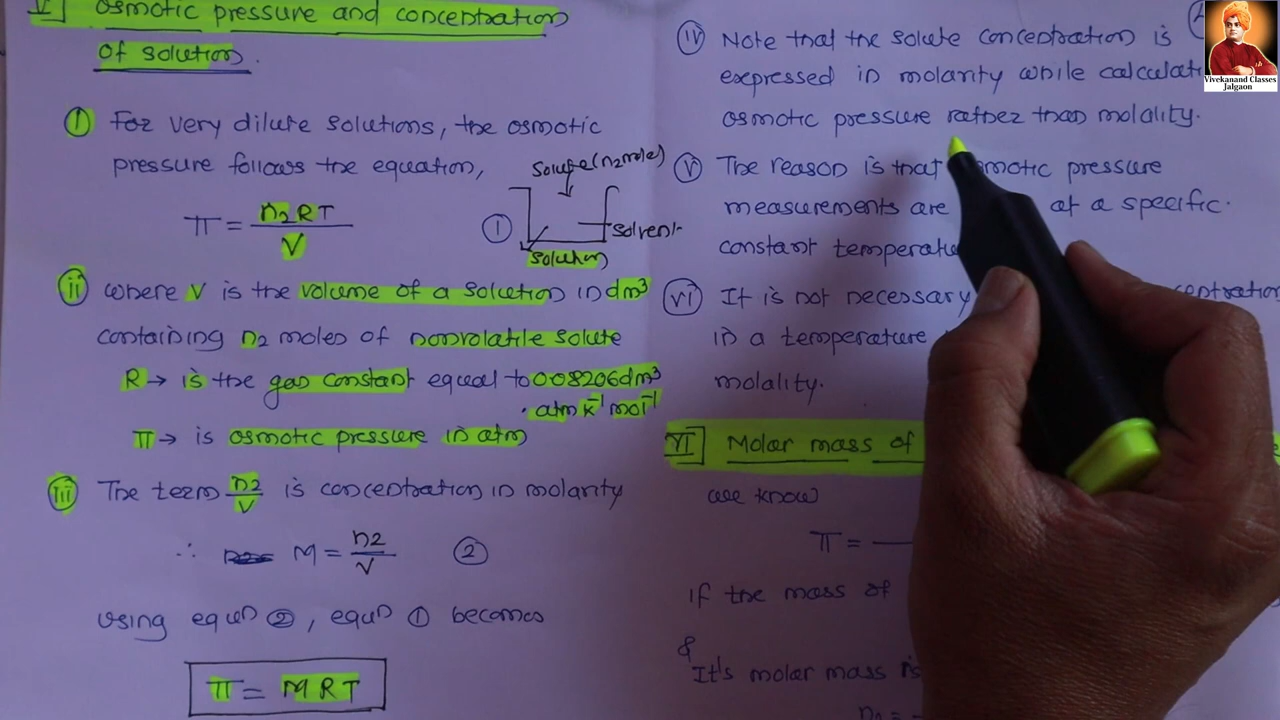 V] osmotic pressure and concentration
of solution.
i) For very dilute solutions, the osmotic
pressure follows the equation,
π = n2RT / V
Solute (n2 mole)
① Solvent
Solution
ii) where V is the volume of a solution in dm³
containing n2 moles of nonvolatile solute
R → is the gas constant equal to 0.08206 dm³
. atm K⁻¹ mol⁻¹
π → is osmotic pressure in atm
iii) The term n2/V is concentration in molarity
∴ M = n2/V ②
using equn ②, equn ① becomes
π = MRT
iv) Note that the solute concentration is
expressed in molarity while
osmotic pressure rather than molality.
v) The reason is that pressure
measurements are at a specific
constant
vi) It is not necessary
in a temperature
molality.
VI] Molar mass of
we know
π =
if the mass of
&
It's molar mass is
Vivekanand Classes
Jalgaon